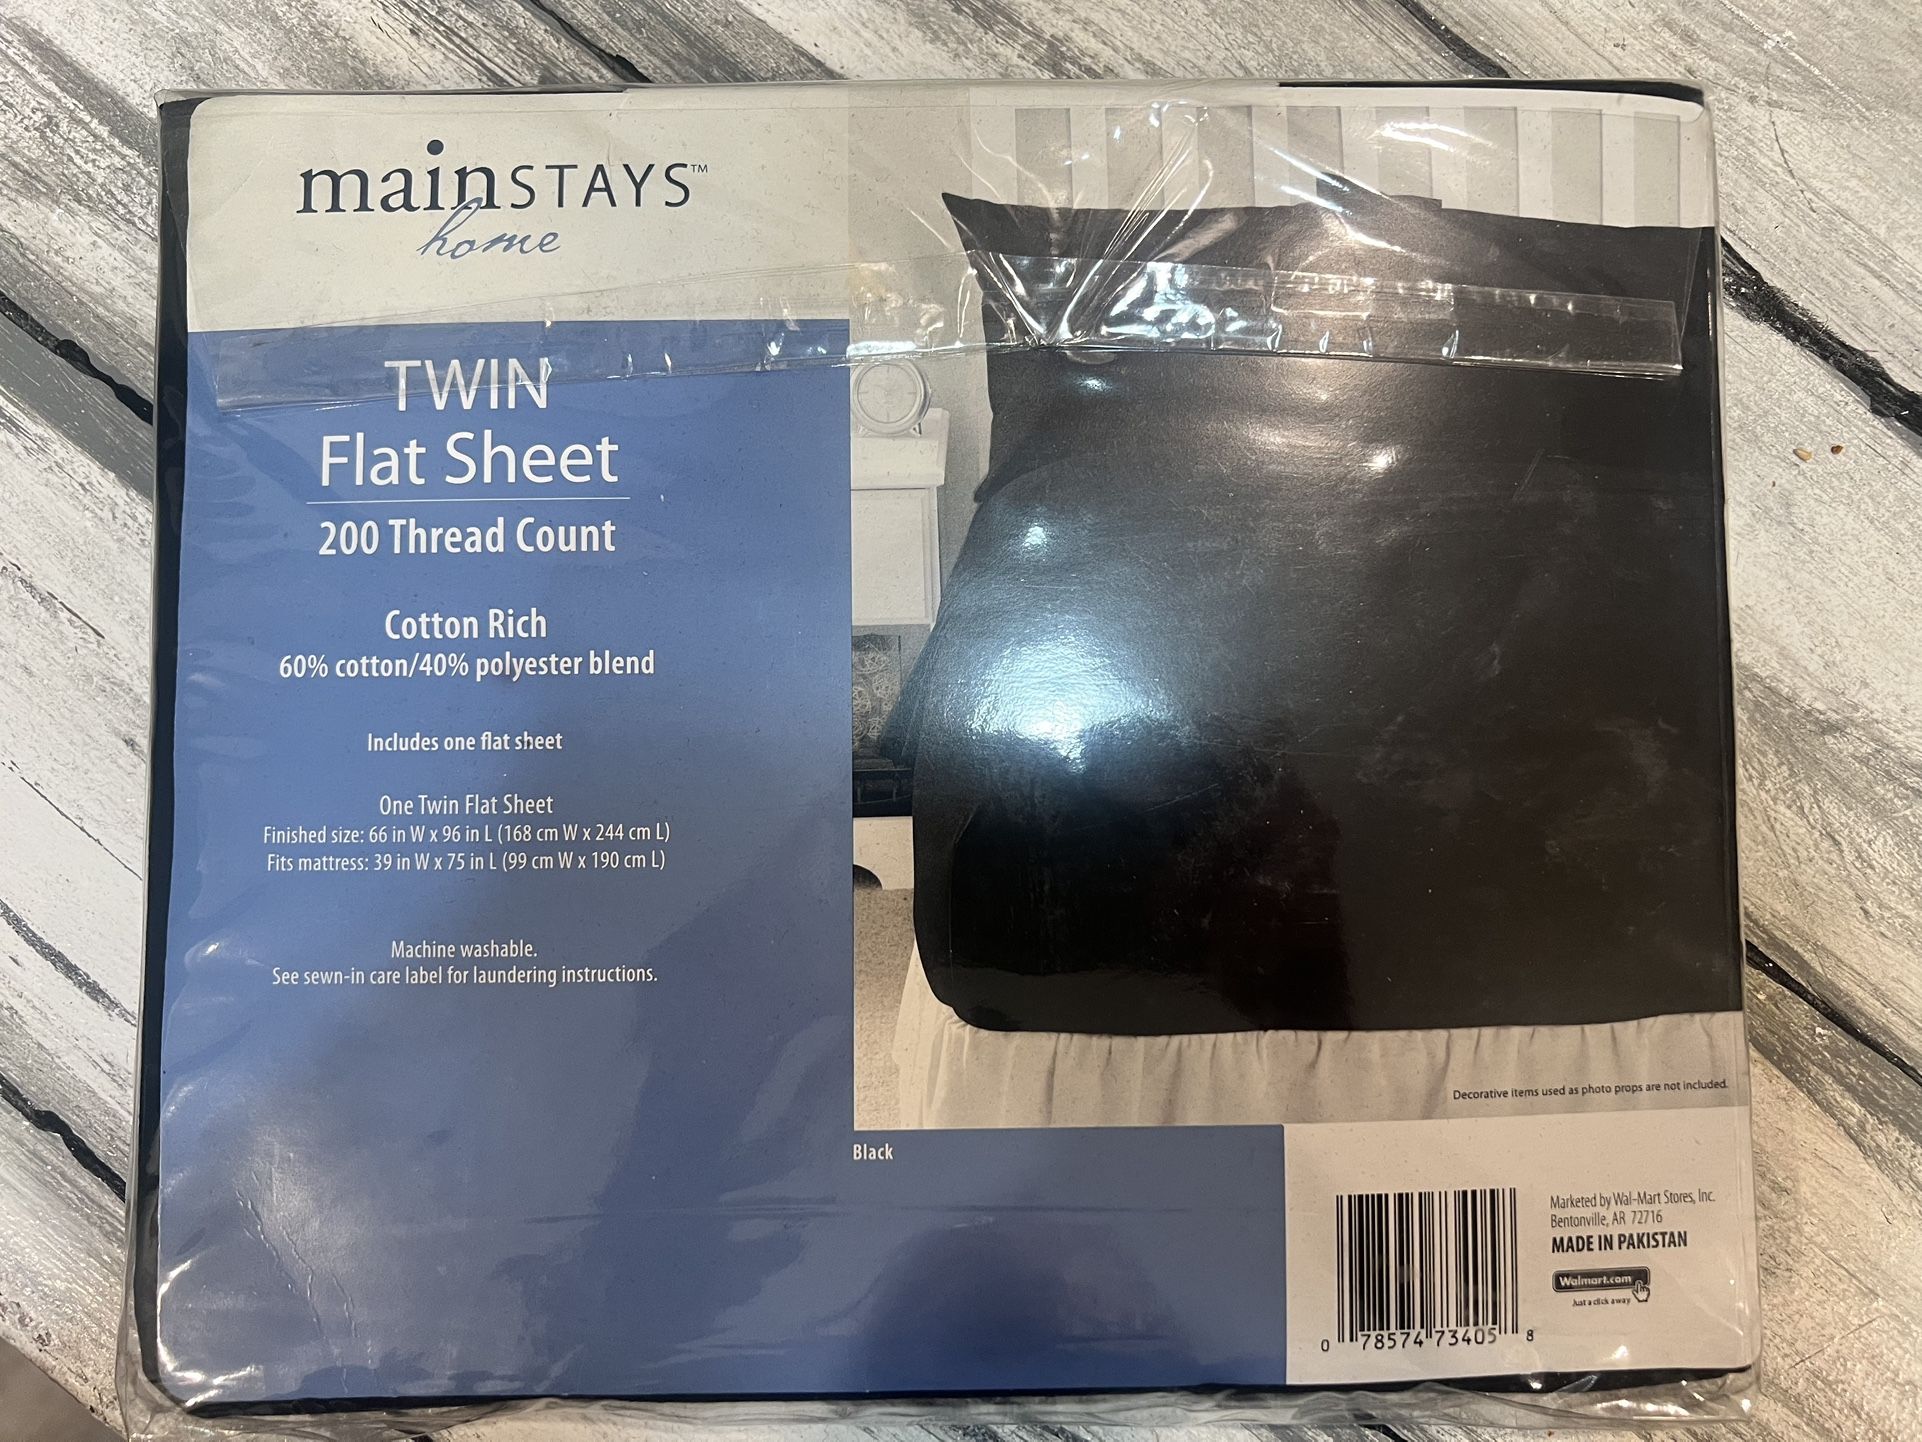 mainSTAYS™
home
TWIN
Flat Sheet
200 Thread Count
Cotton Rich
60% cotton/40% polyester blend
Includes one flat sheet
One Twin Flat Sheet
Finished size: 66 in W x 96 in L (168 cm W x 244 cm L)
Fits mattress: 39 in W x 75 in L (99 cm W x 190 cm L)
Machine washable.
See sewn-in care label for laundering instructions.
Decorative items used as photo props are not included.
Black
Marketed by Wal-Mart Stores, Inc.
Bentonville, AR 72716
MADE IN PAKISTAN
Walmart.com
Just a click away
0 78574 73405 8